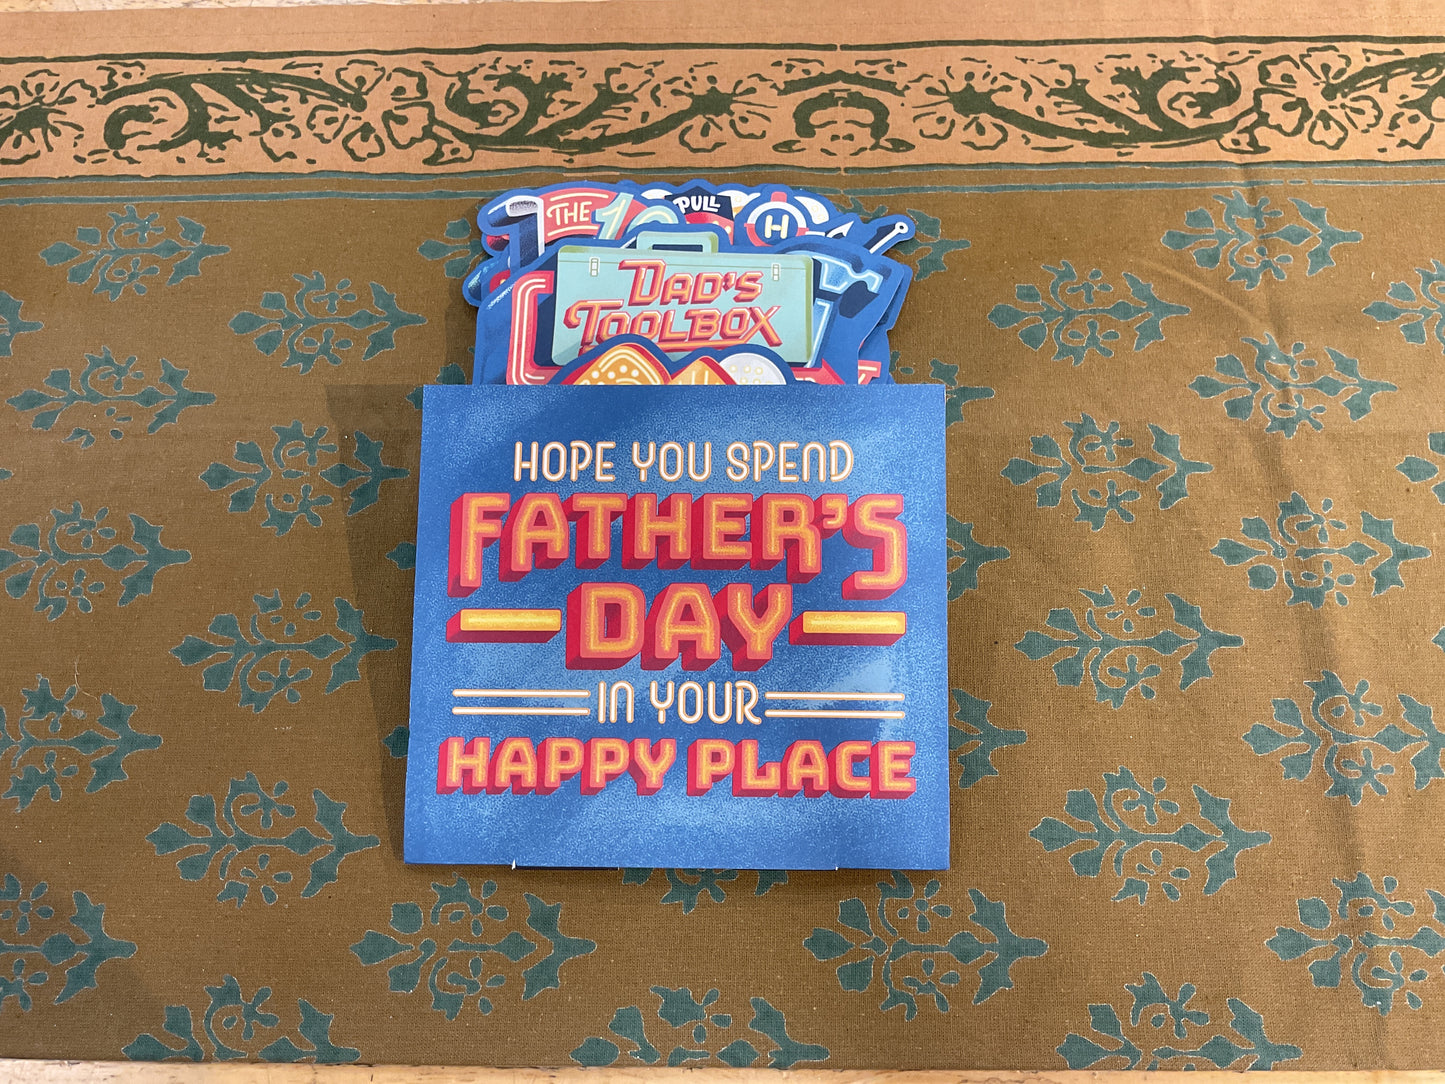 THE
PULL
H
DAD'S
TOOLBOX
HOPE YOU SPEND
FATHER'S
DAY
IN YOUR
HAPPY PLACE